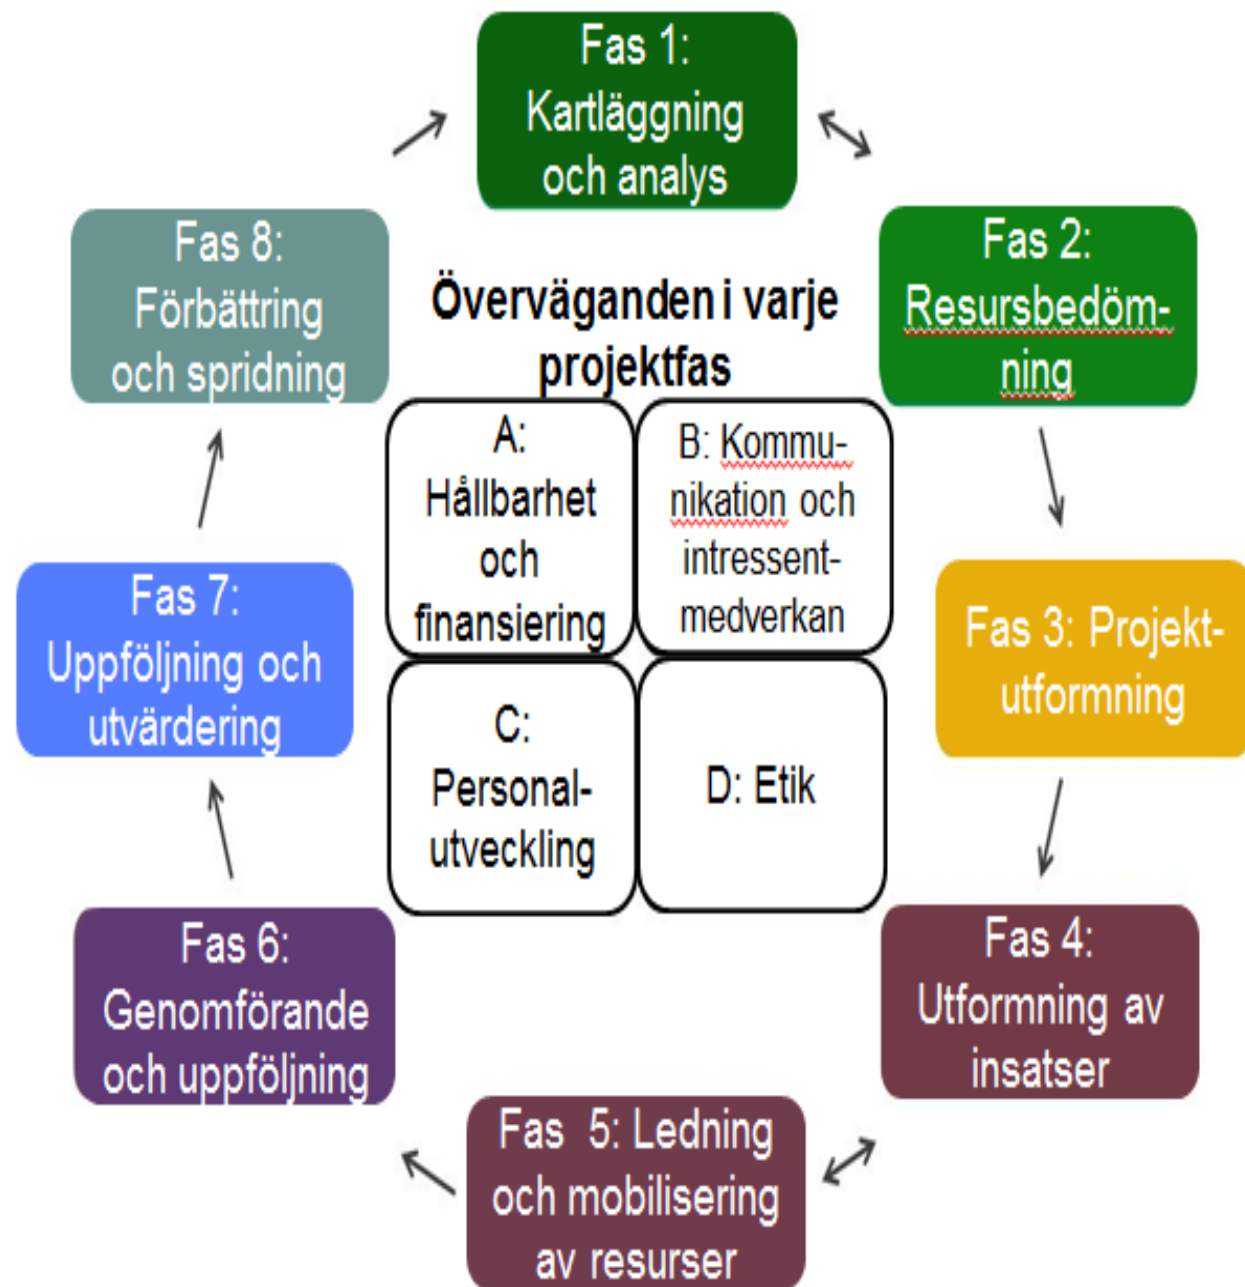 Fas 1:
Kartläggning
och analys
Fas 2:
Resursbedöm-
ning
Fas 3: Projekt-
utformning
Fas 4:
Utformning av
insatser
Fas 5: Ledning
och mobilisering
av resurser
Fas 6:
Genomförande
och uppföljning
Fas 7:
Uppföljning och
utvärdering
Fas 8:
Förbättring
och spridning
Överväganden i varje
projektfas
A:
Hållbarhet
och
finansiering
B: Kommu-
nikation och
intressent-
medverkan
C:
Personal-
utveckling
D: Etik